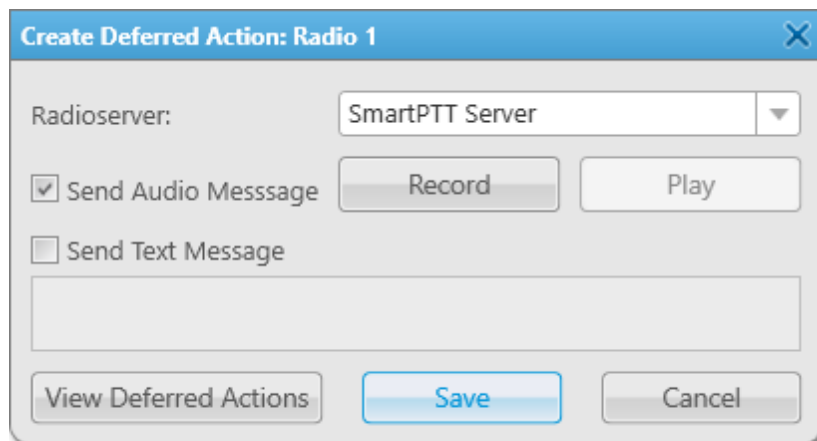 Create Deferred Action: Radio 1
Radioserver: SmartPTT Server
Send Audio Messsage Record Play
Send Text Message
View Deferred Actions Save Cancel